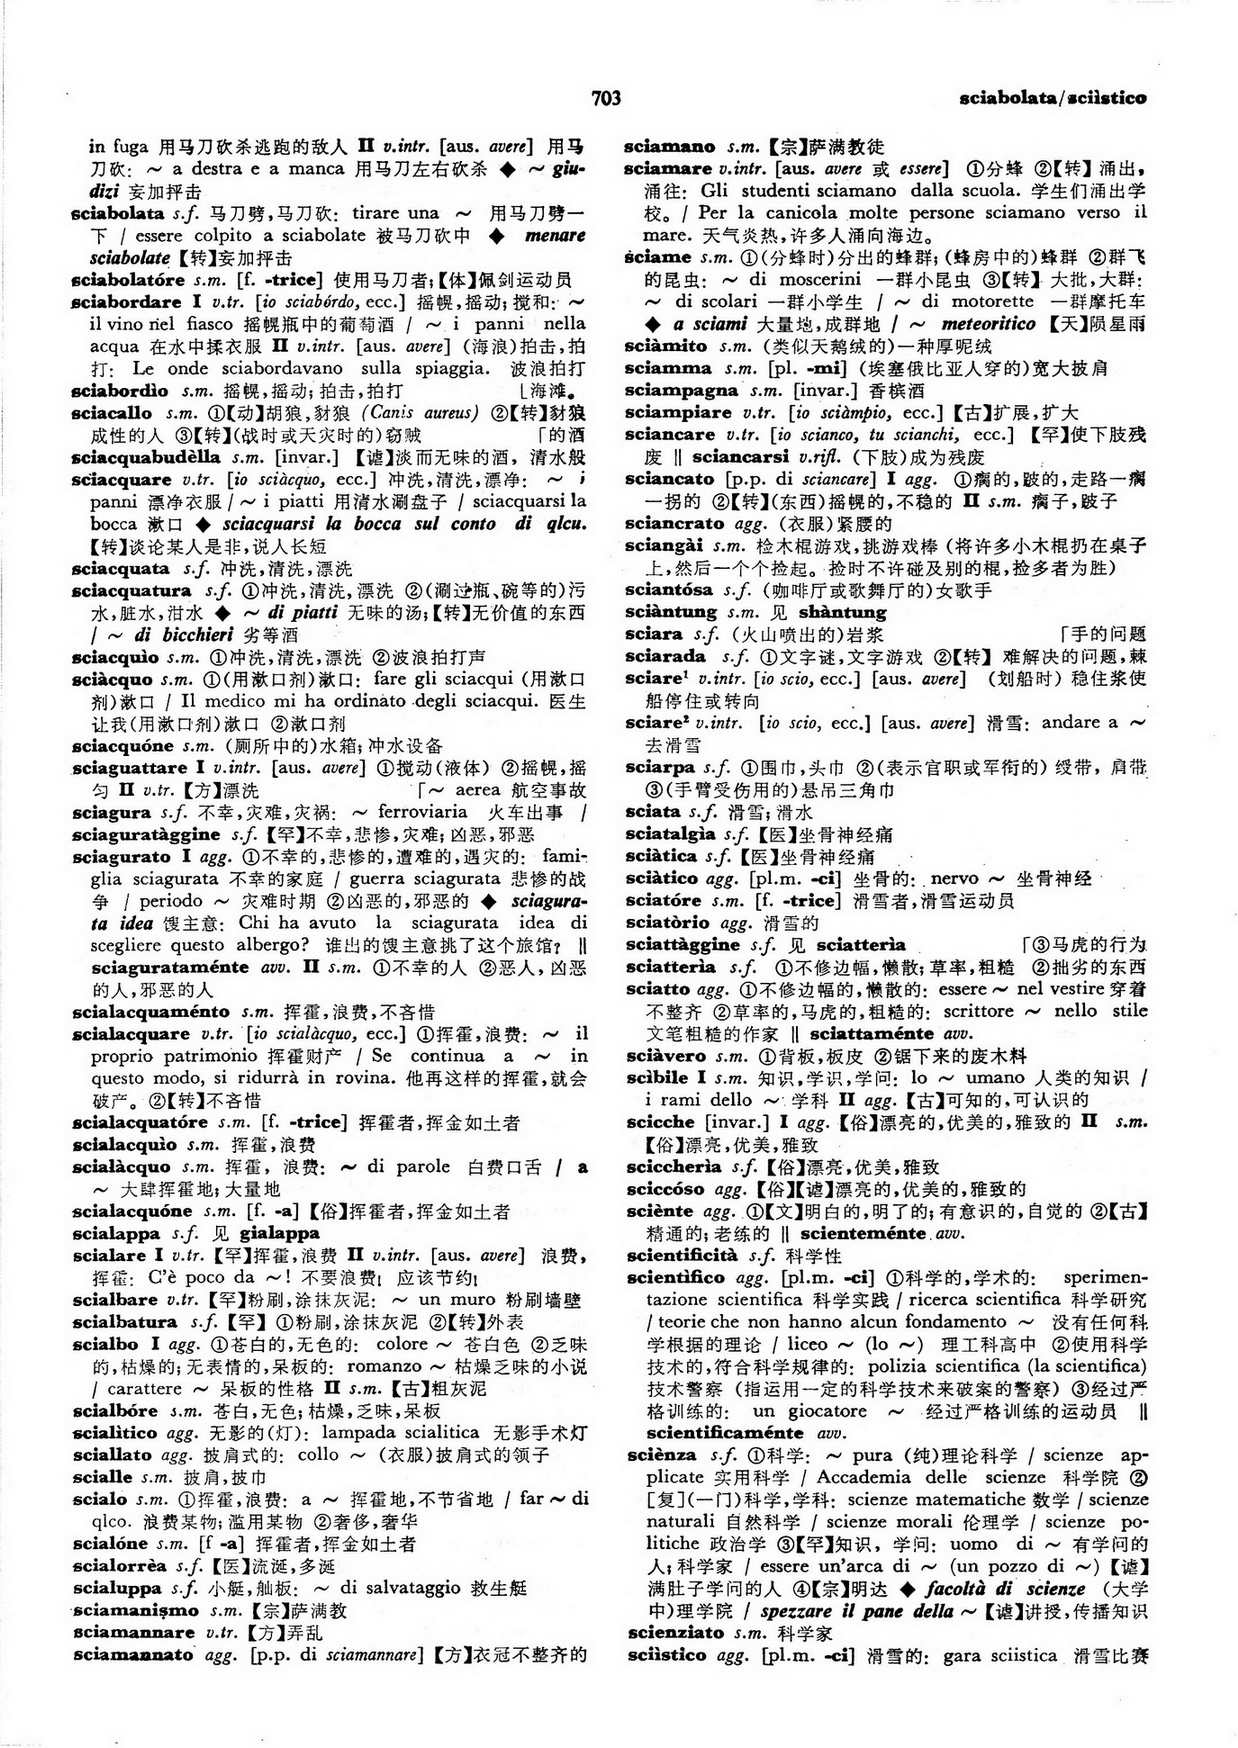 703
sciabolata/sciìstico
in fuga 用马刀砍杀逃跑的敌人 II v.intr. [aus. avere] 用马
刀砍: ～ a destra e a manca 用马刀左右砍杀 ◆ ～ giu-
dizi 妄加抨击
sciabolata s.f. 马刀劈,马刀砍: tirare una ～ 用马刀劈一
下 / essere colpito a sciabolate 被马刀砍中 ◆ menare
sciabolate 【转】妄加抨击
sciabolatóre s.m. [f. -trice] 使用马刀者;【体】佩剑运动员
sciabordare I v.tr. [io sciabórdo, ecc.] 摇幌,摇动; 搅和: ～
il vino nel fiasco 摇幌瓶中的葡萄酒 / ～ i panni nella
acqua 在水中揉衣服 II v.intr. [aus. avere] (海浪)拍击,拍
打: Le onde sciabordavano sulla spiaggia. 波浪拍打
sciabordìo s.m. 摇幌,摇动; 拍击,拍打 ⌊海滩。
sciacallo s.m. ①【动】胡狼,豺狼 (Canis aureus) ②【转】豺狼
成性的人 ③【转】(战时或天灾时的)窃贼 「的酒
sciacquabudèlla s.m. [invar.] 【谑】淡而无味的酒, 清水般
sciacquare v.tr. [io sciàcquo, ecc.] 冲洗,清洗,漂净: ～ i
panni 漂净衣服 / ～ i piatti 用清水涮盘子 / sciacquarsi la
bocca 漱口 ◆ sciacquarsi la bocca sul conto di qlcu.
【转】谈论某人是非,说人长短
sciacquata s.f. 冲洗,清洗,漂洗
sciacquatura s.f. ①冲洗,清洗,漂洗 ②(涮过瓶、碗等的)污
水,脏水,泔水 ◆ ～ di piatti 无味的汤;【转】无价值的东西
/ ～ di bicchieri 劣等酒
sciacquìo s.m. ①冲洗,清洗,漂洗 ②波浪拍打声
sciàcquo s.m. ①(用漱口剂)漱口: fare gli sciacqui (用漱口
剂)漱口 / Il medico mi ha ordinato degli sciacqui. 医生
让我(用漱口剂)漱口 ②漱口剂
sciacquóne s.m. (厕所中的)水箱; 冲水设备
sciaguattare I v.intr. [aus. avere] ①搅动(液体) ②摇幌,摇
匀 II v.tr. 【方】漂洗 「～ aerea 航空事故
sciagura s.f. 不幸,灾难,灾祸: ～ ferroviaria 火车出事 /
sciaguratàggine s.f. 【罕】不幸,悲惨,灾难; 凶恶,邪恶
sciagurato I agg. ①不幸的,悲惨的,遭难的,遇灾的: fami-
glia sciagurata 不幸的家庭 / guerra sciagurata 悲惨的战
争 / periodo ～ 灾难时期 ②凶恶的,邪恶的 ◆ sciagura-
ta idea 馊主意: Chi ha avuto la sciagurata idea di
scegliere questo albergo? 谁出的馊主意挑了这个旅馆? ‖
sciagurataménte avv. II s.m. ①不幸的人 ②恶人, 凶恶
的人,邪恶的人
scialacquaménto s.m. 挥霍,浪费,不吝惜
scialacquare v.tr. [io scialàcquo, ecc.] ①挥霍,浪费: ～ il
proprio patrimonio 挥霍财产 / Se continua a ～ in
questo modo, si ridurrà in rovina. 他再这样的挥霍,就会
破产。②【转】不吝惜
scialacquatóre s.m. [f. -trice] 挥霍者,挥金如土者
scialacquìo s.m. 挥霍,浪费
scialàcquo s.m. 挥霍, 浪费: ～ di parole 白费口舌 / a
～ 大肆挥霍地; 大量地
scialacquóne s.m. [f. -a] 【俗】挥霍者,挥金如土者
scialappa s.f. 见 gialappa
scialare I v.tr. 【罕】挥霍,浪费 II v.intr. [aus. avere] 浪费,
挥霍: C'è poco da ～! 不要浪费! 应该节约!
scialbare v.tr. 【罕】粉刷,涂抹灰泥: ～ un muro 粉刷墙壁
scialbatura s.f. 【罕】 ①粉刷,涂抹灰泥 ②【转】外表
scialbo I agg. ①苍白的,无色的: colore ～ 苍白色 ②乏味
的,枯燥的; 无表情的,呆板的: romanzo ～ 枯燥乏味的小说
/ carattere ～ 呆板的性格 II s.m. 【古】粗灰泥
scialbóre s.m. 苍白,无色; 枯燥,乏味,呆板
scialìtico agg. 无影的(灯): lampada scialitica 无影手术灯
sciallato agg. 披肩式的: collo ～ (衣服)披肩式的领子
scialle s.m. 披肩,披巾
scialo s.m. ①挥霍,浪费: a ～ 挥霍地,不节省地 / far ～ di
qlco. 浪费某物; 滥用某物 ②奢侈,奢华
scialóne s.m. [f -a] 挥霍者,挥金如土者
scialorrèa s.f. 【医】流涎,多涎
scialuppa s.f. 小艇,舢板: ～ di salvataggio 救生艇
sciamanismo s.m. 【宗】萨满教
sciamannare v.tr. 【方】弄乱
sciamannato agg. [p.p. di sciamannare] 【方】衣冠不整齐的
sciamano s.m. 【宗】萨满教徒
sciamare v.intr. [aus. avere 或 essere] ①分蜂 ②【转】涌出,
涌往: Gli studenti sciamano dalla scuola. 学生们涌出学
校。/ Per la canicola molte persone sciamano verso il
mare. 天气炎热,许多人涌向海边。
sciame s.m. ①(分蜂时)分出的蜂群; (蜂房中的)蜂群 ②群飞
的昆虫: ～ di moscerini 一群小昆虫 ③【转】大批,大群:
～ di scolari 一群小学生 / ～ di motorette 一群摩托车
◆ a sciami 大量地,成群地 / ～ meteoritico 【天】陨星雨
sciàmito s.m. (类似天鹅绒的)一种厚呢绒
sciamma s.m. [pl. -mi] (埃塞俄比亚人穿的)宽大披肩
sciampagna s.m. [invar.] 香槟酒
sciampiare v.tr. [io sciàmpio, ecc.] 【古】扩展,扩大
sciancare v.tr. [io scianco, tu scianchi, ecc.] 【罕】使下肢残
废 ‖ sciancarsi v.rifl. (下肢)成为残废
sciancato [p.p. di sciancare] I agg. ①瘸的,跛的,走路一瘸
一拐的 ②【转】(东西)摇幌的,不稳的 II s.m. 瘸子,跛子
sciancrato agg. (衣服)紧腰的
sciangài s.m. 检木棍游戏,挑游戏棒 (将许多小木棍扔在桌子
上,然后一个个捡起。捡时不许碰及别的棍,捡多者为胜)
sciantósa s.f. (咖啡厅或歌舞厅的)女歌手
sciàntung s.m. 见 shàntung
sciara s.f. (火山喷出的)岩浆 「手的问题
sciarada s.f. ①文字谜,文字游戏 ②【转】 难解决的问题,棘
sciare¹ v.intr. [io scio, ecc.] [aus. avere] (划船时) 稳住桨使
船停住或转向
sciare² v.intr. [io scio, ecc.] [aus. avere] 滑雪: andare a ～
去滑雪
sciarpa s.f. ①围巾,头巾 ②(表示官职或军衔的) 绶带, 肩带
③(手臂受伤用的)悬吊三角巾
sciata s.f. 滑雪; 滑水
sciatalgìa s.f. 【医】坐骨神经痛
sciàtica s.f. 【医】坐骨神经痛
sciàtico agg. [pl.m. -ci] 坐骨的: nervo ～ 坐骨神经
sciatóre s.m. [f. -trice] 滑雪者,滑雪运动员
sciatòrio agg. 滑雪的
sciattàggine s.f. 见 sciatterìa 「③马虎的行为
sciatterìa s.f. ①不修边幅,懒散; 草率,粗糙 ②拙劣的东西
sciatto agg. ①不修边幅的,懒散的: essere ～ nel vestire 穿着
不整齐 ②草率的,马虎的,粗糙的: scrittore ～ nello stile
文笔粗糙的作家 ‖ sciattaménte avv.
sciàvero s.m. ①背板,板皮 ②锯下来的废木料
scìbile I s.m. 知识,学识,学问: lo ～ umano 人类的知识 /
i rami dello ～ 学科 II agg. 【古】可知的,可认识的
scicche [invar.] I agg. 【俗】漂亮的,优美的,雅致的 II s.m.
【俗】漂亮,优美,雅致
sciccherìa s.f. 【俗】漂亮,优美,雅致
sciccóso agg. 【俗】【谑】漂亮的,优美的,雅致的
sciènte agg. ①【文】明白的,明了的; 有意识的,自觉的 ②【古】
精通的; 老练的 ‖ scienteménte avv.
scientificità s.f. 科学性
scientìfico agg. [pl.m. -ci] ①科学的,学术的: sperimen-
tazione scientifica 科学实践 / ricerca scientifica 科学研究
/ teorie che non hanno alcun fondamento ～ 没有任何科
学根据的理论 / liceo ～ (lo ～) 理工科高中 ②使用科学
技术的,符合科学规律的: polizia scientifica (la scientifica)
技术警察 (指运用一定的科学技术来破案的警察) ③经过严
格训练的: un giocatore ～ 经过严格训练的运动员 ‖
scientificaménte avv.
sciènza s.f. ①科学: ～ pura (纯)理论科学 / scienze ap-
plicate 实用科学 / Accademia delle scienze 科学院 ②
[复](一门)科学,学科: scienze matematiche 数学 / scienze
naturali 自然科学 / scienze morali 伦理学 / scienze po-
litiche 政治学 ③【罕】知识, 学问: uomo di ～ 有学问的
人; 科学家 / essere un'arca di ～ (un pozzo di ～) 【谑】
满肚子学问的人 ④【宗】明达 ◆ facoltà di scienze (大学
中)理学院 / spezzare il pane della ～ 【谑】讲授,传播知识
scienziato s.m. 科学家
sciìstico agg. [pl.m. -ci] 滑雪的: gara sciistica 滑雪比赛